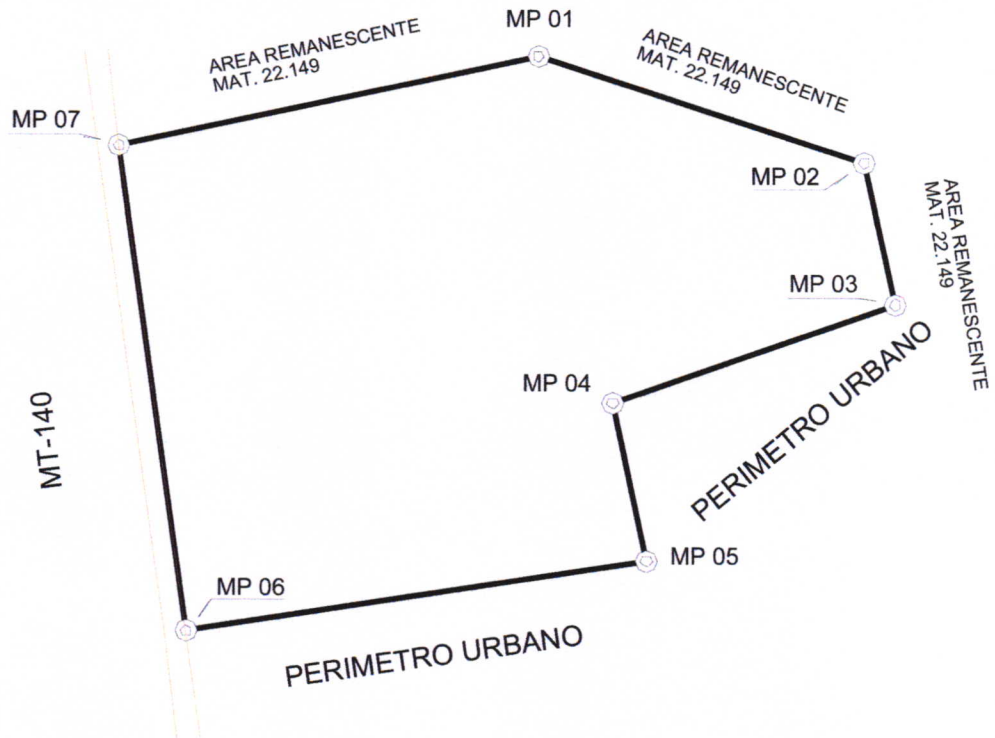 MP 01
AREA REMANESCENTE
MAT. 22.149
AREA REMANESCENTE
MAT. 22.149
MP 07
MP 02
AREA REMANESCENTE
MAT. 22.149
MP 03
MP 04
PERIMETRO URBANO
MT-140
MP 05
MP 06
PERIMETRO URBANO